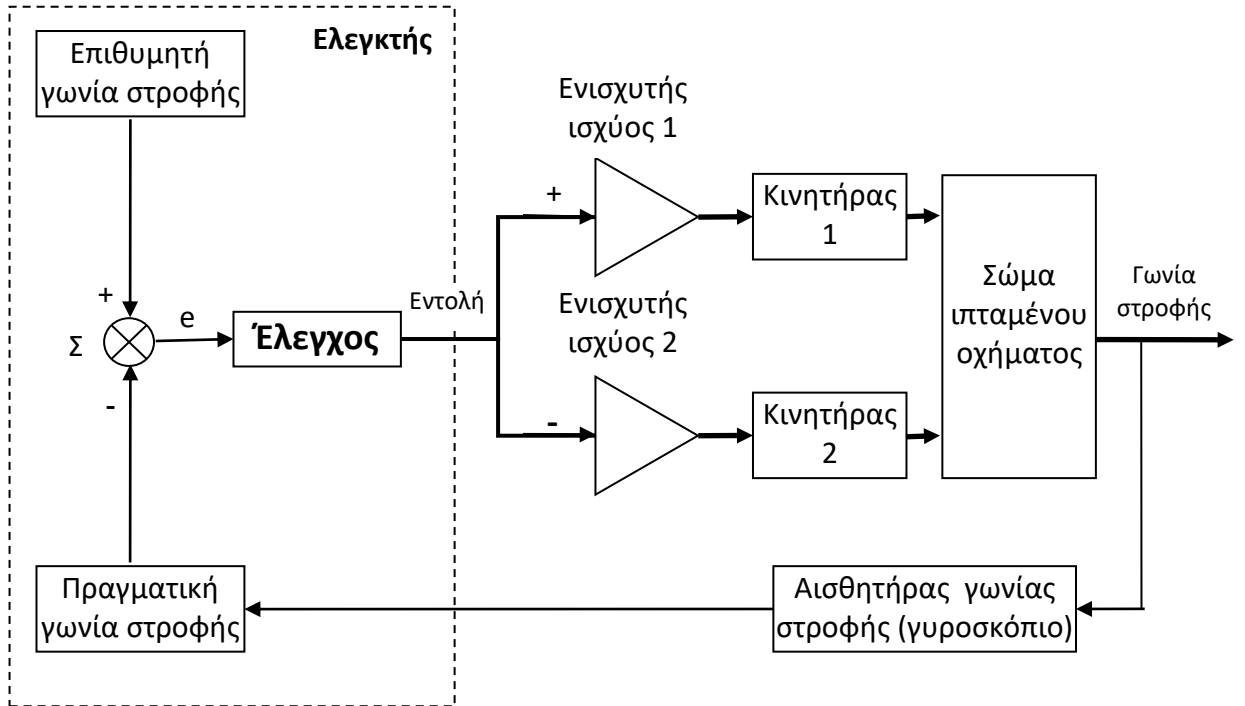 Επιθυμητή
γωνία στροφής
Ελεγκτής
Ενισχυτής
ισχύος 1
+
Κινητήρας
1
Σώμα
ιπταμένου
οχήματος
Γωνία
στροφής
+
Σ
e
Έλεγχος
Εντολή
Ενισχυτής
ισχύος 2
-
-
Κινητήρας
2
Πραγματική
γωνία στροφής
Αισθητήρας γωνίας
στροφής (γυροσκόπιο)